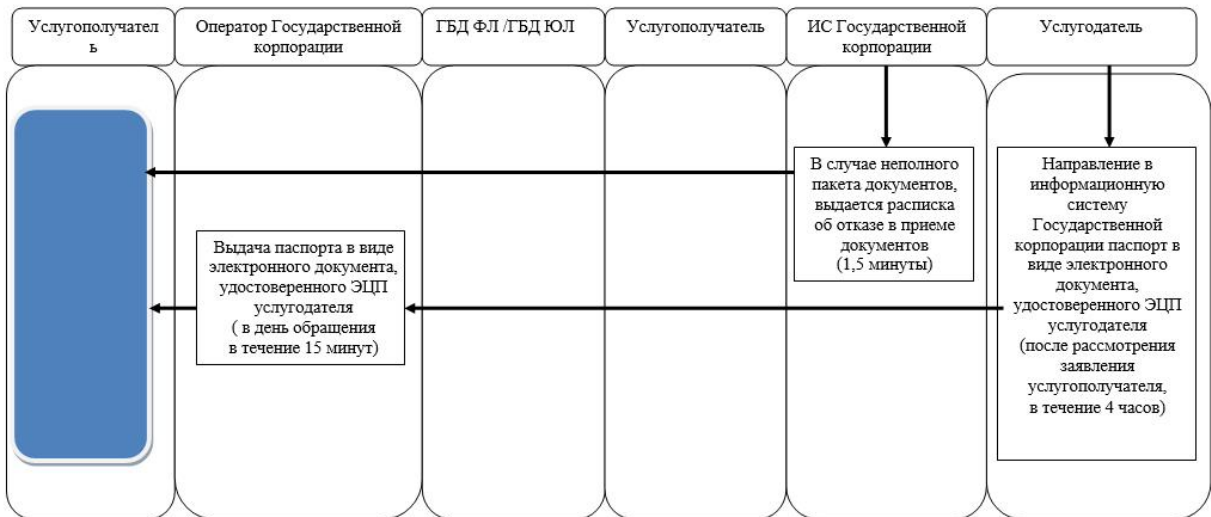 Услугополучател
ь
Оператор Государственной
корпорации
ГБД ФЛ /ГБД ЮЛ
Услугополучатель
ИС Государственной
корпорации
Услугодатель
В случае неполного
пакета документов,
выдается расписка
об отказе в приеме
документов
(1,5 минуты)
Направление в
информационную
систему
Государственной
корпорации паспорт в
виде электронного
документа,
удостоверенного ЭЦП
услугодателя
(после рассмотрения
заявления
услугополучателя,
в течение 4 часов)
Выдача паспорта в виде
электронного документа,
удостоверенного ЭЦП
услугодателя
( в день обращения
в течение 15 минут)